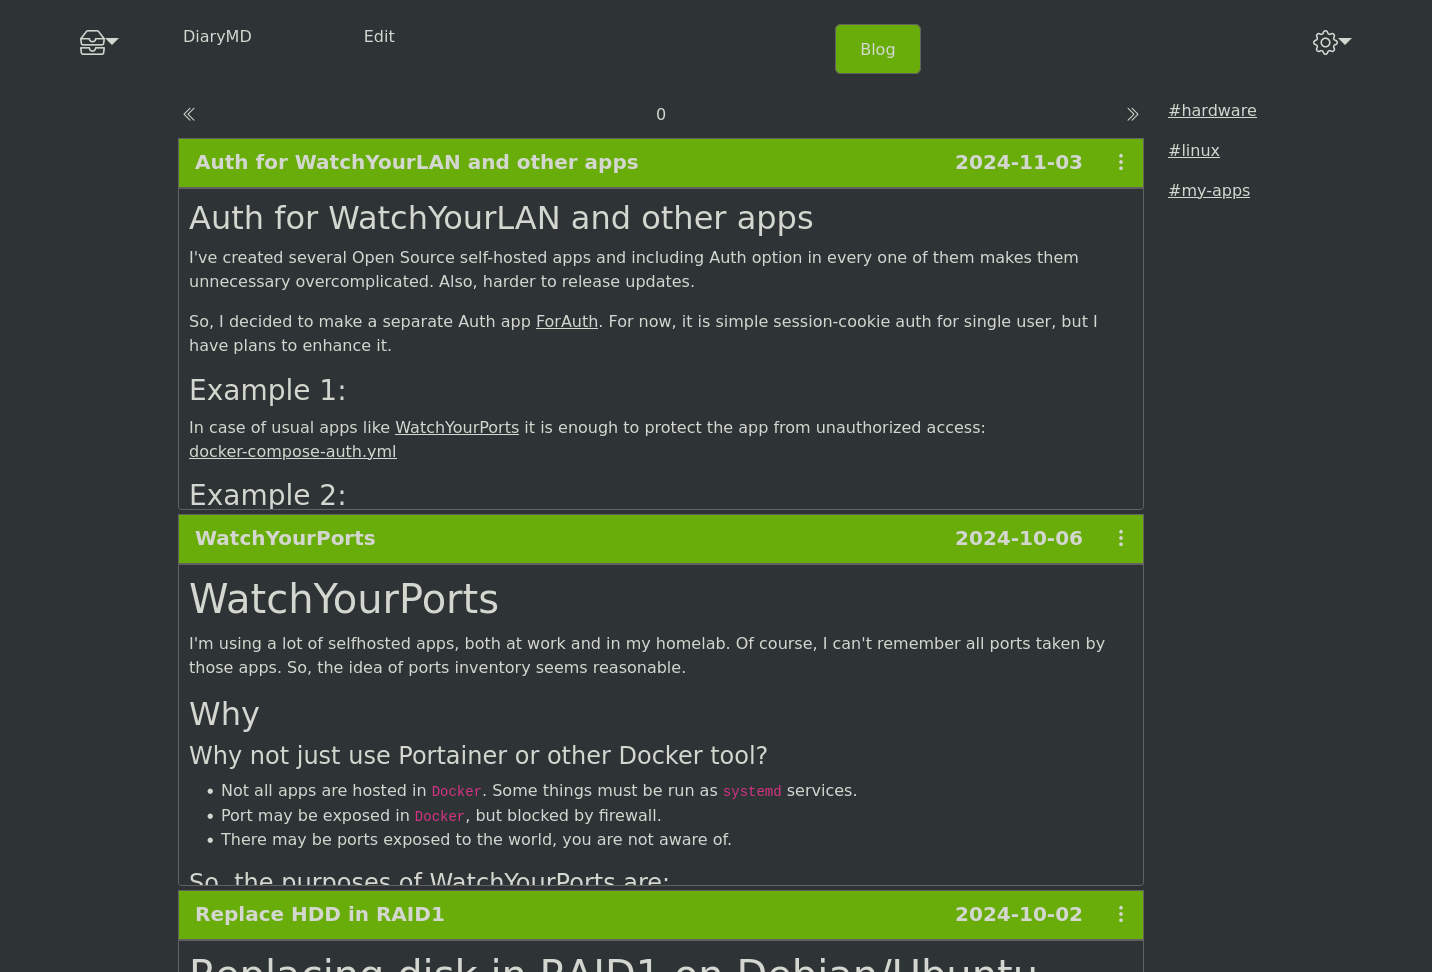 DiaryMD Edit Blog
0
#hardware
#linux
#my-apps
Auth for WatchYourLAN and other apps 2024-11-03
Auth for WatchYourLAN and other apps
I've created several Open Source self-hosted apps and including Auth option in every one of them makes them
unnecessary overcomplicated. Also, harder to release updates.
So, I decided to make a separate Auth app ForAuth. For now, it is simple session-cookie auth for single user, but I
have plans to enhance it.
Example 1:
In case of usual apps like WatchYourPorts it is enough to protect the app from unauthorized access:
docker-compose-auth.yml
Example 2:
WatchYourPorts 2024-10-06
WatchYourPorts
I'm using a lot of selfhosted apps, both at work and in my homelab. Of course, I can't remember all ports taken by
those apps. So, the idea of ports inventory seems reasonable.
Why
Why not just use Portainer or other Docker tool?
• Not all apps are hosted in Docker. Some things must be run as systemd services.
• Port may be exposed in Docker, but blocked by firewall.
• There may be ports exposed to the world, you are not aware of.
So, the purposes of WatchYourPorts are:
Replace HDD in RAID1 2024-10-02
Replacing disk in RAID1 on Debian/Ubuntu